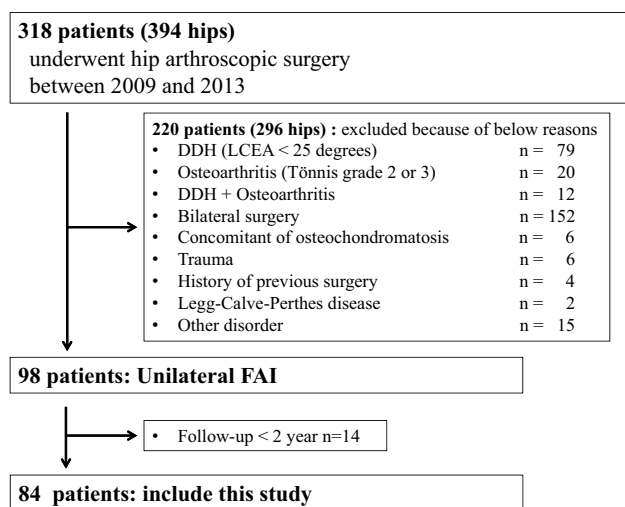 318 patients (394 hips)
underwent hip arthroscopic surgery
between 2009 and 2013
220 patients (296 hips) : excluded because of below reasons
• DDH (LCEA < 25 degrees) n = 79
• Osteoarthritis (Tönnis grade 2 or 3) n = 20
• DDH + Osteoarthritis n = 12
• Bilateral surgery n = 152
• Concomitant of osteochondromatosis n = 6
• Trauma n = 6
• History of previous surgery n = 4
• Legg-Calve-Perthes disease n = 2
• Other disorder n = 15
98 patients: Unilateral FAI
• Follow-up < 2 year n=14
84 patients: include this study